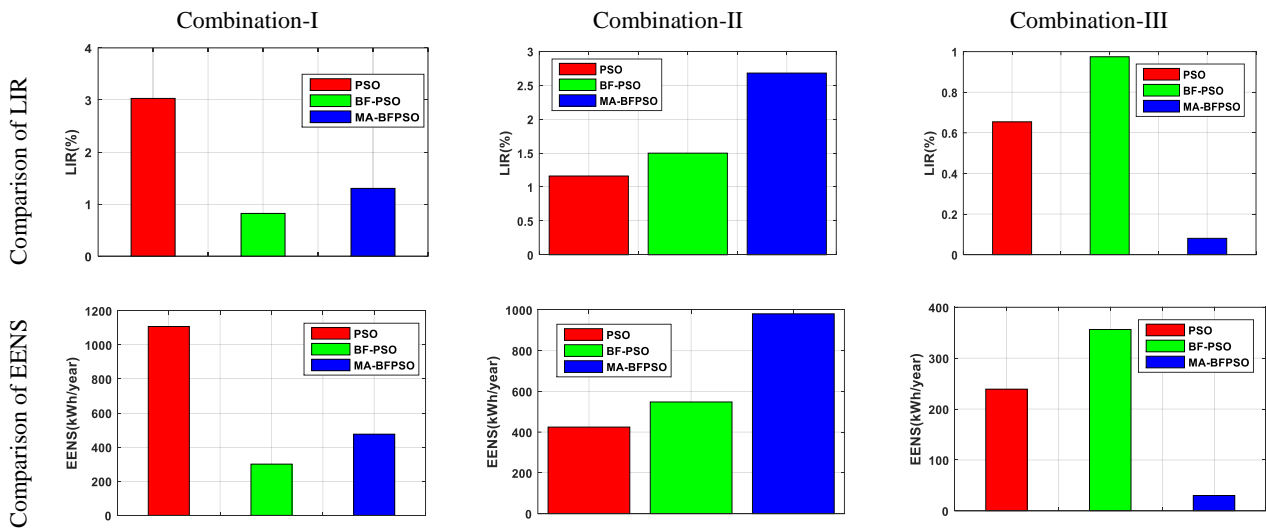 Combination-I
Combination-II
Combination-III
Comparison of LIR
LIR(%)
4
3
2
1
0
PSO
BF-PSO
MA-BFPSO
LIR(%)
3
2.5
2
1.5
1
0.5
0
PSO
BF-PSO
MA-BFPSO
LIR(%)
1
0.8
0.6
0.4
0.2
0
PSO
BF-PSO
MA-BFPSO
Comparison of EENS
EENS(kWh/year)
1200
1000
800
600
400
200
0
PSO
BF-PSO
MA-BFPSO
EENS(kWh/year)
1000
800
600
400
200
0
PSO
BF-PSO
MA-BFPSO
EENS(kWh/year)
400
300
200
100
0
PSO
BF-PSO
MA-BFPSO